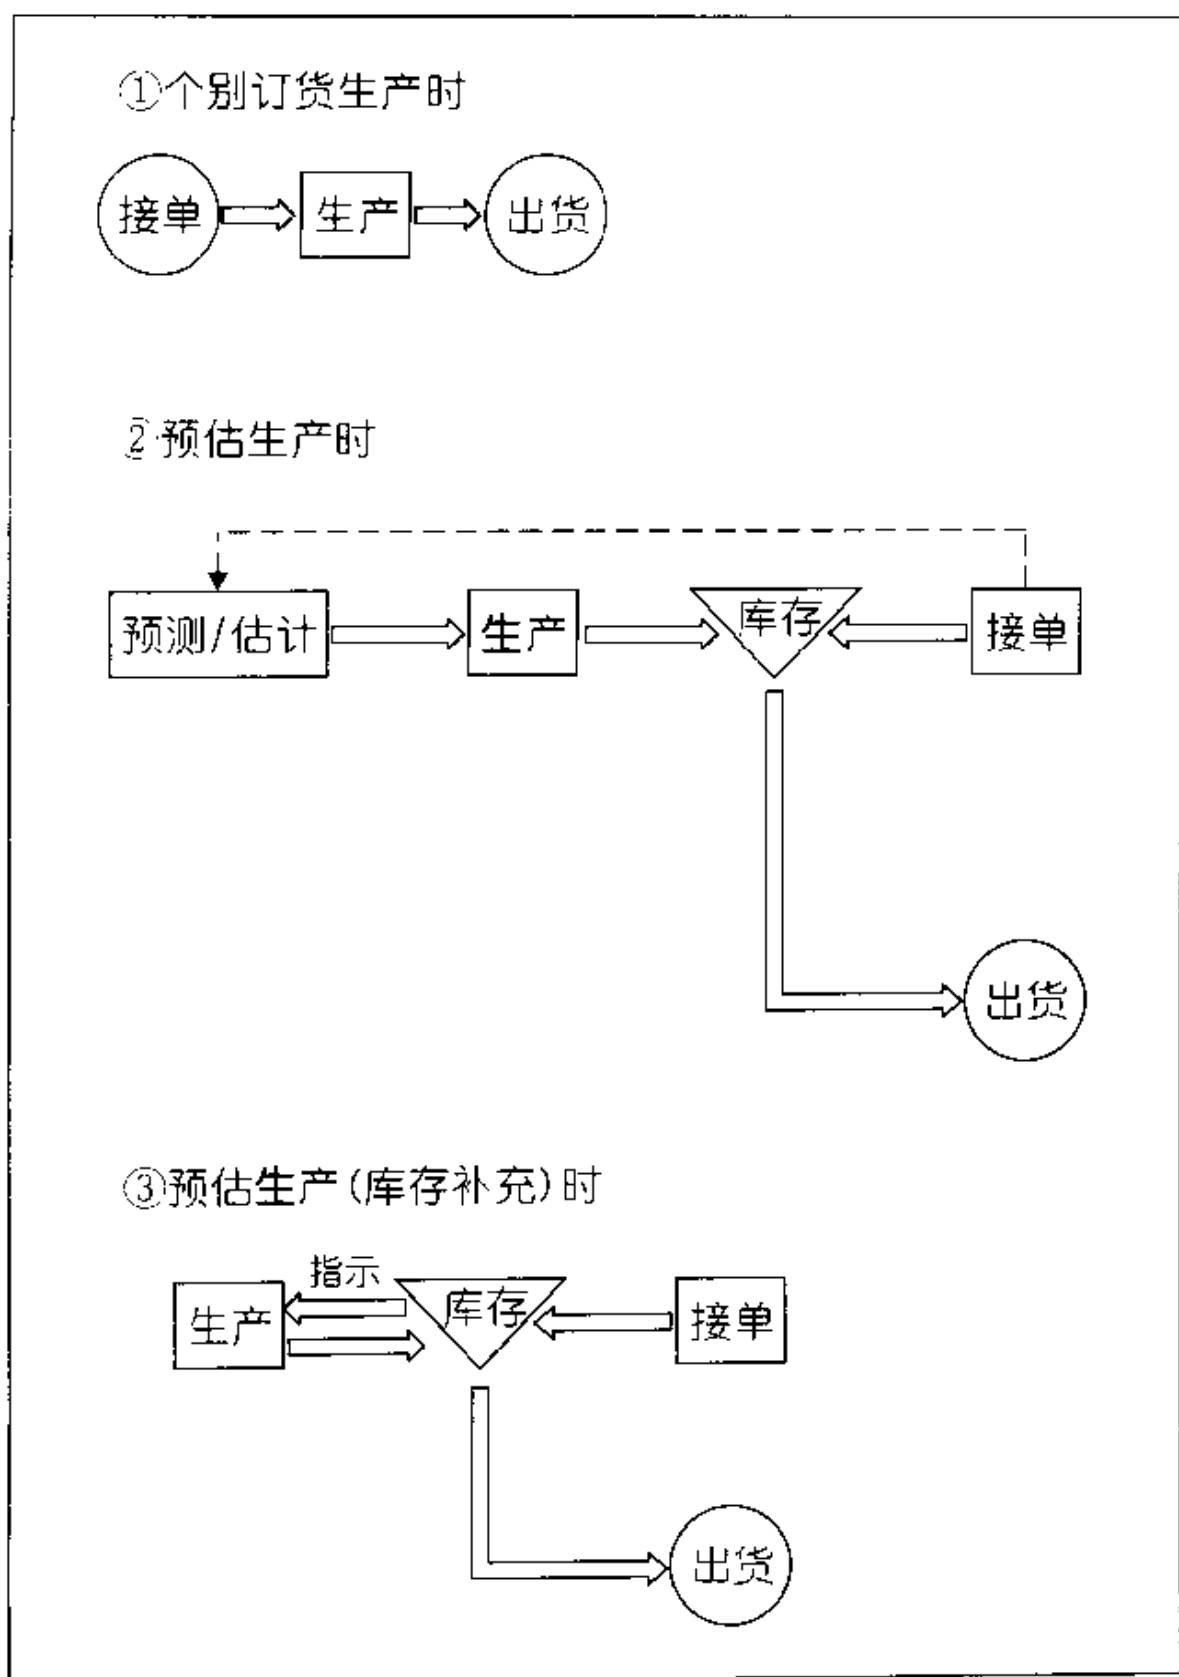 ①个别订货生产时
接单 生产 出货
②预估生产时
预测/估计 生产 库存 接单
出货
③预估生产(库存补充)时
指示
生产 库存 接单
出货